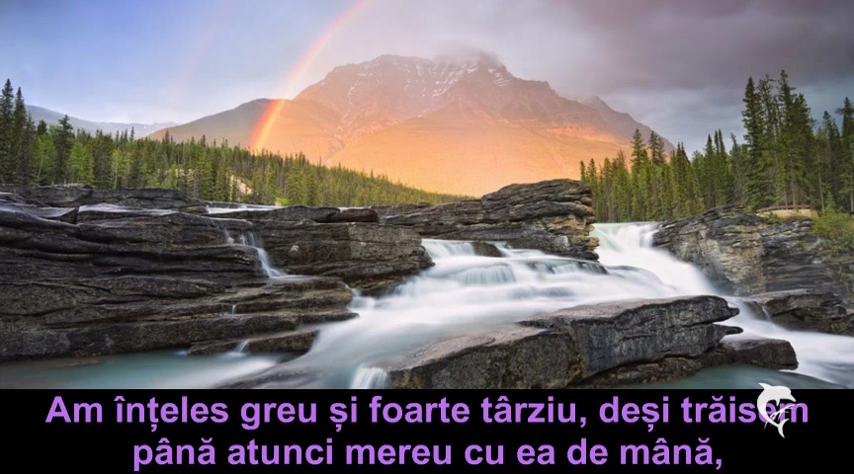 Am înțeles greu și foarte târziu, deși trăisem
până atunci mereu cu ea de mână,